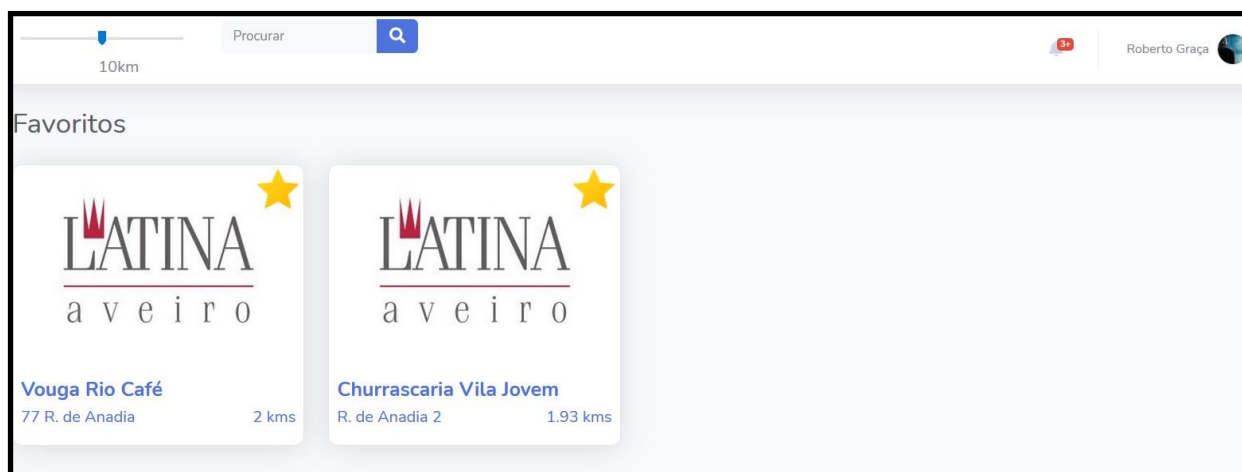 Procurar
10km
3+
Roberto Graça
Favoritos
LATINA
aveiro
Vouga Rio Café
77 R. de Anadia
2 kms
LATINA
aveiro
Churrascaria Vila Jovem
R. de Anadia 2
1.93 kms